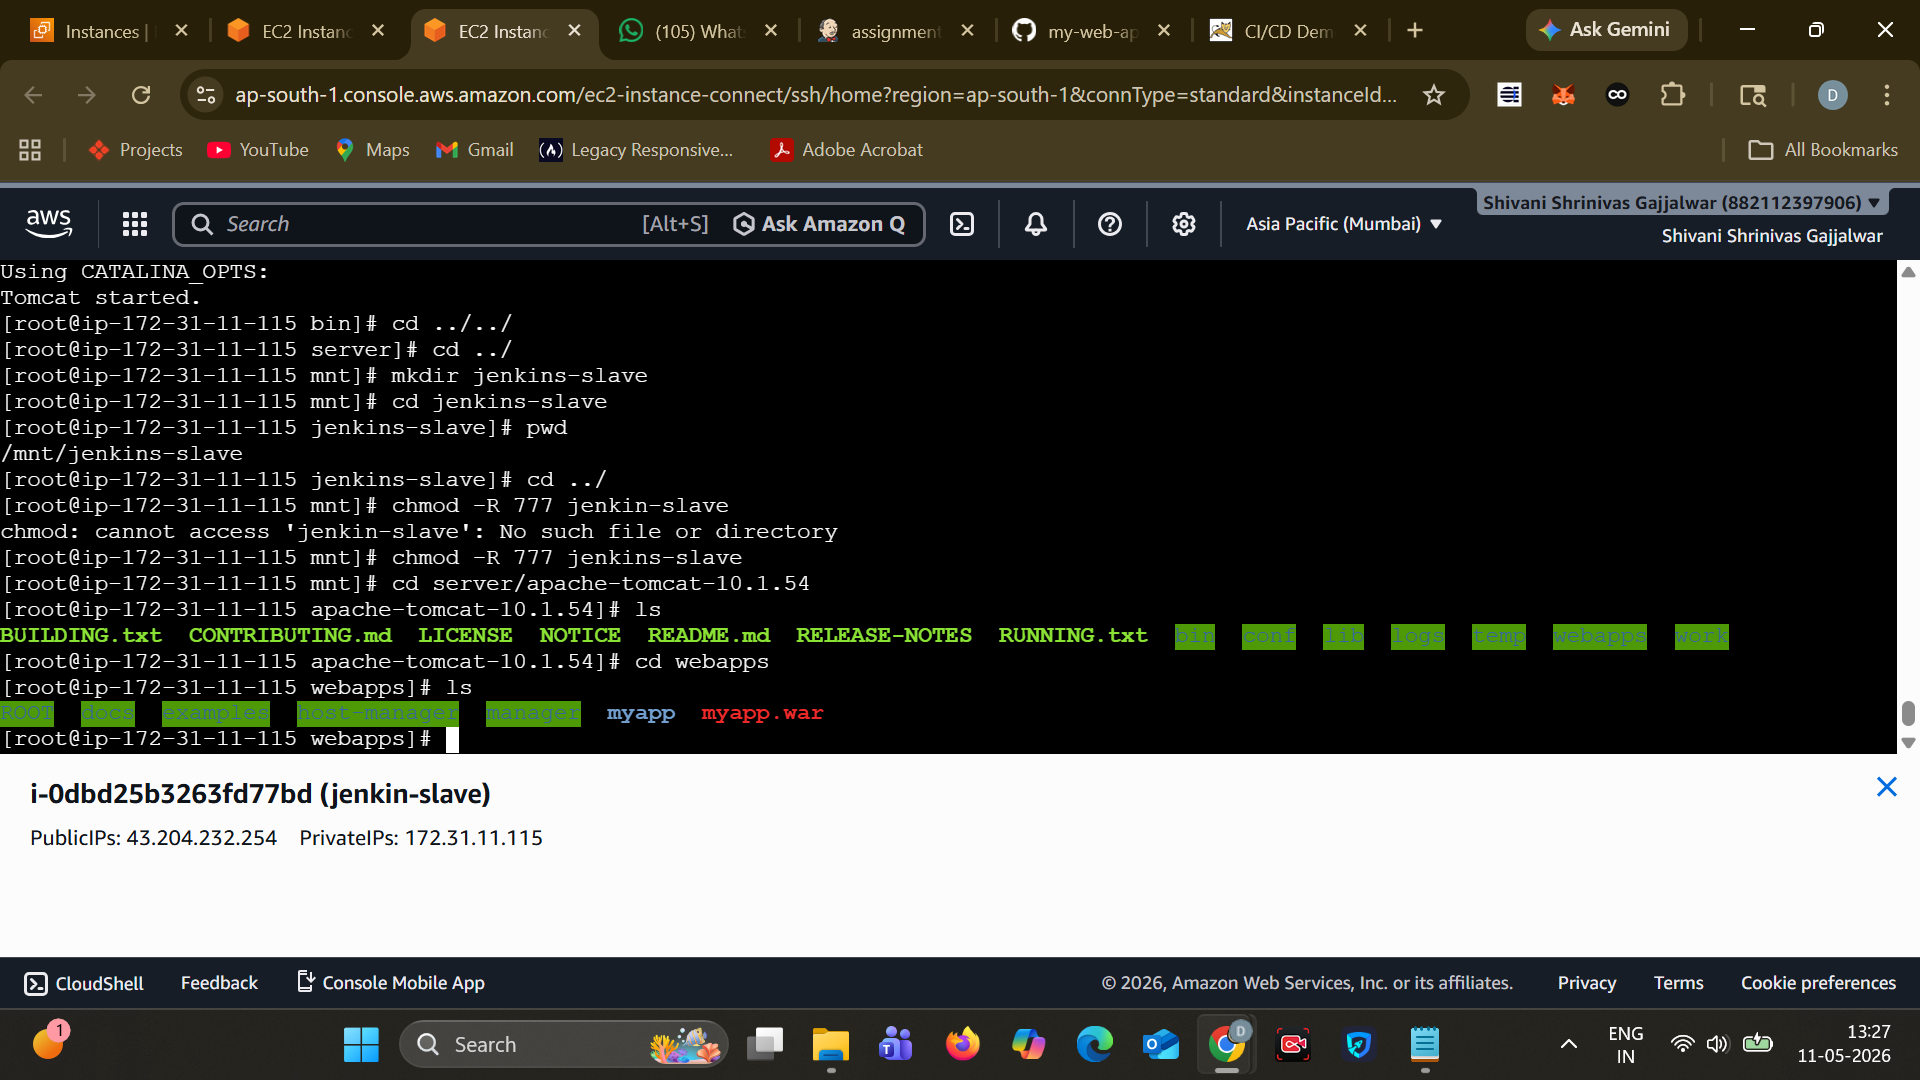 Instances |
EC2 Instanc
EC2 Instanc
(105) What
assignment
my-web-ap
CI/CD Dem
Ask Gemini
ap-south-1.console.aws.amazon.com/ec2-instance-connect/ssh/home?region=ap-south-1&connType=standard&instanceId...
D
Projects
YouTube
Maps
Gmail
Legacy Responsive...
Adobe Acrobat
All Bookmarks
aws
Search
[Alt+S]
Ask Amazon Q
Asia Pacific (Mumbai) ▼
Shivani Shrinivas Gajjalwar (882112397906) ▼
Shivani Shrinivas Gajjalwar
Using CATALINA_OPTS:
Tomcat started.
[root@ip-172-31-11-115 bin]# cd ../../
[root@ip-172-31-11-115 server]# cd ../
[root@ip-172-31-11-115 mnt]# mkdir jenkins-slave
[root@ip-172-31-11-115 mnt]# cd jenkins-slave
[root@ip-172-31-11-115 jenkins-slave]# pwd
/mnt/jenkins-slave
[root@ip-172-31-11-115 jenkins-slave]# cd ../
[root@ip-172-31-11-115 mnt]# chmod -R 777 jenkin-slave
chmod: cannot access 'jenkin-slave': No such file or directory
[root@ip-172-31-11-115 mnt]# chmod -R 777 jenkins-slave
[root@ip-172-31-11-115 mnt]# cd server/apache-tomcat-10.1.54
[root@ip-172-31-11-115 apache-tomcat-10.1.54]# ls
BUILDING.txt CONTRIBUTING.md LICENSE NOTICE README.md RELEASE-NOTES RUNNING.txt bin conf lib logs temp webapps work
[root@ip-172-31-11-115 apache-tomcat-10.1.54]# cd webapps
[root@ip-172-31-11-115 webapps]# ls
ROOT docs examples host-manager manager myapp myapp.war
[root@ip-172-31-11-115 webapps]#
i-0dbd25b3263fd77bd (jenkin-slave)
PublicIPs: 43.204.232.254 PrivateIPs: 172.31.11.115
CloudShell
Feedback
Console Mobile App
© 2026, Amazon Web Services, Inc. or its affiliates.
Privacy
Terms
Cookie preferences
1
Search
D
ENG
IN
13:27
11-05-2026